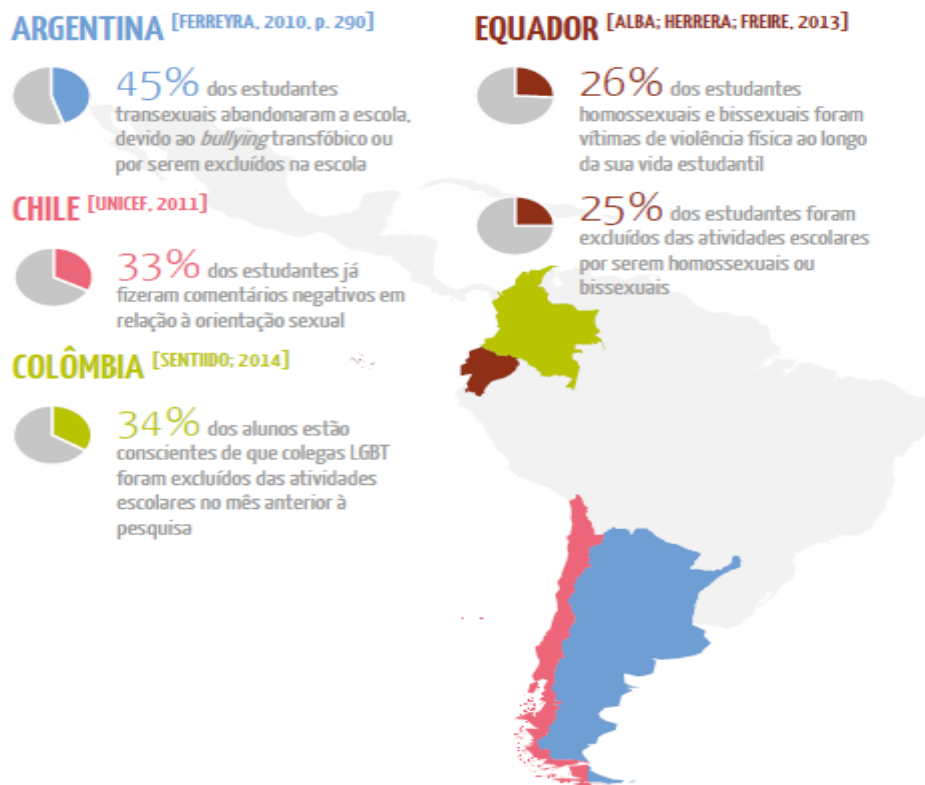 ARGENTINA [FERREYRA, 2010, p. 290]
45% dos estudantes
transexuais abandonaram a escola,
devido ao bullying transfóbico ou
por serem excluídos na escola
CHILE [UNICEF, 2011]
33% dos estudantes já
fizeram comentários negativos em
relação à orientação sexual
COLÔMBIA [SENTIIDO; 2014]
34% dos alunos estão
conscientes de que colegas LGBT
foram excluídos das atividades
escolares no mês anterior à
pesquisa
EQUADOR [ALBA; HERRERA; FREIRE, 2013]
26% dos estudantes
homossexuais e bissexuais foram
vítimas de violência física ao longo
da sua vida estudantil
25% dos estudantes foram
excluídos das atividades escolares
por serem homossexuais ou
bissexuais